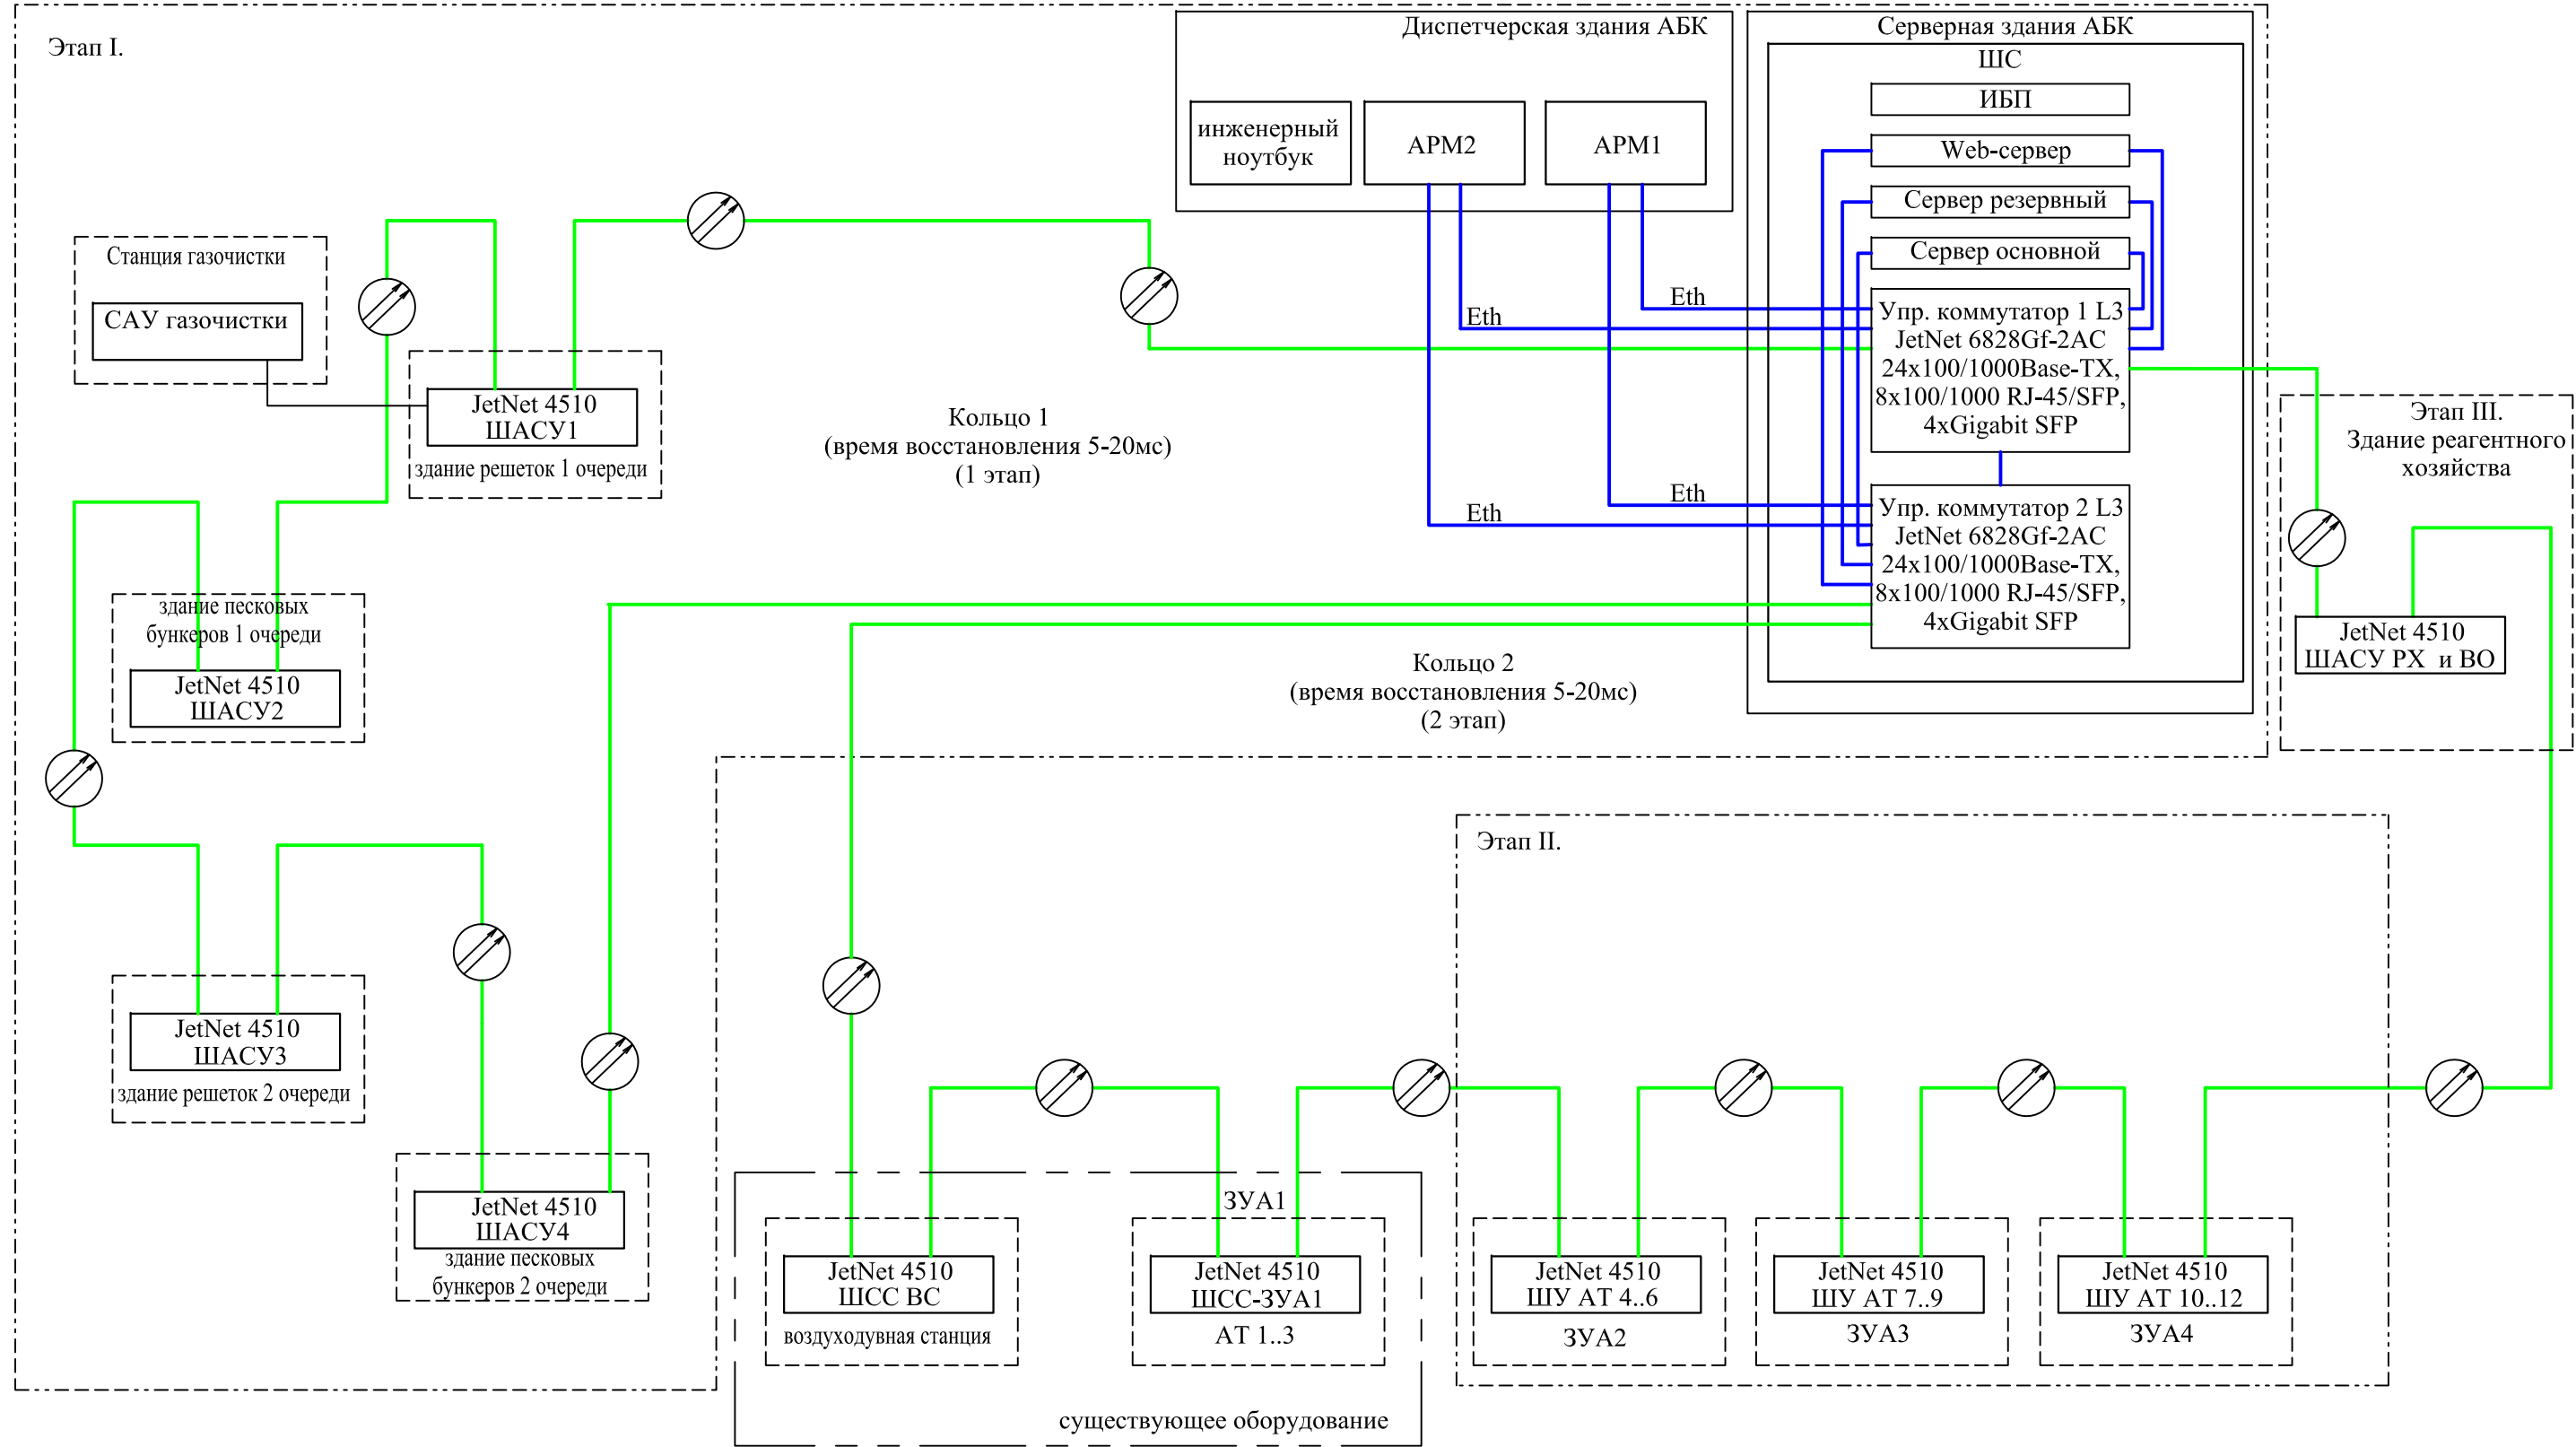 Этап I.
Диспетчерская здания АБК
инженерный
ноутбук
АРМ2
АРМ1
Серверная здания АБК
ШС
ИБП
Web-сервер
Сервер резервный
Сервер основной
Eth
Eth
Упр. коммутатор 1 L3
JetNet 6828Gf-2AC
24x100/1000Base-TX,
8x100/1000 RJ-45/SFP,
4xGigabit SFP
Eth
Eth
Упр. коммутатор 2 L3
JetNet 6828Gf-2AC
24x100/1000Base-TX,
8x100/1000 RJ-45/SFP,
4xGigabit SFP
Станция газочистки
САУ газочистки
JetNet 4510
ШАСУ1
здание решеток 1 очереди
Кольцо 1
(время восстановления 5-20мс)
(1 этап)
Этап III.
Здание реагентного
хозяйства
JetNet 4510
ШАСУ РХ и ВО
здание песковых
бункеров 1 очереди
JetNet 4510
ШАСУ2
Кольцо 2
(время восстановления 5-20мс)
(2 этап)
JetNet 4510
ШАСУ3
здание решеток 2 очереди
JetNet 4510
ШАСУ4
здание песковых
бункеров 2 очереди
Этап II.
JetNet 4510
ШСС ВС
воздуходувная станция
ЗУА1
JetNet 4510
ШСС-ЗУА1
АТ 1..3
существующее оборудование
JetNet 4510
ШУ АТ 4..6
ЗУА2
JetNet 4510
ШУ АТ 7..9
ЗУА3
JetNet 4510
ШУ АТ 10..12
ЗУА4